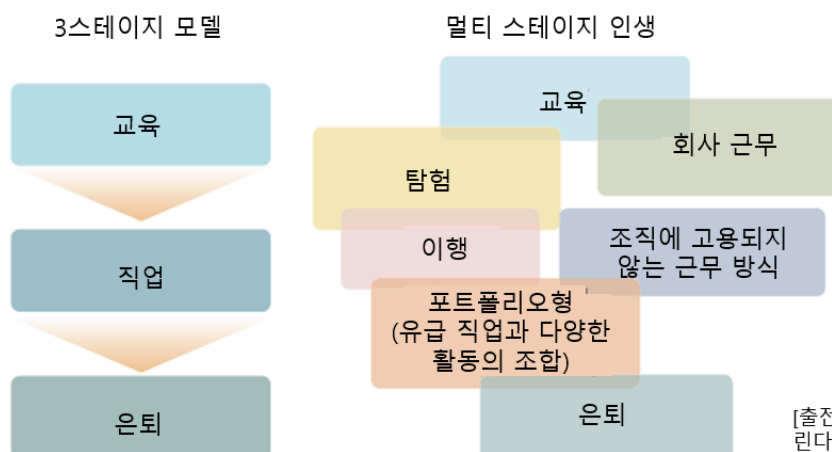 3스테이지 모델
교육
직업
은퇴
멀티 스테이지 인생
교육
회사 근무
탐험
이행
조직에 고용되지
않는 근무 방식
포트폴리오형
(유급 직업과 다양한
활동의 조합)
은퇴
[출전
린다